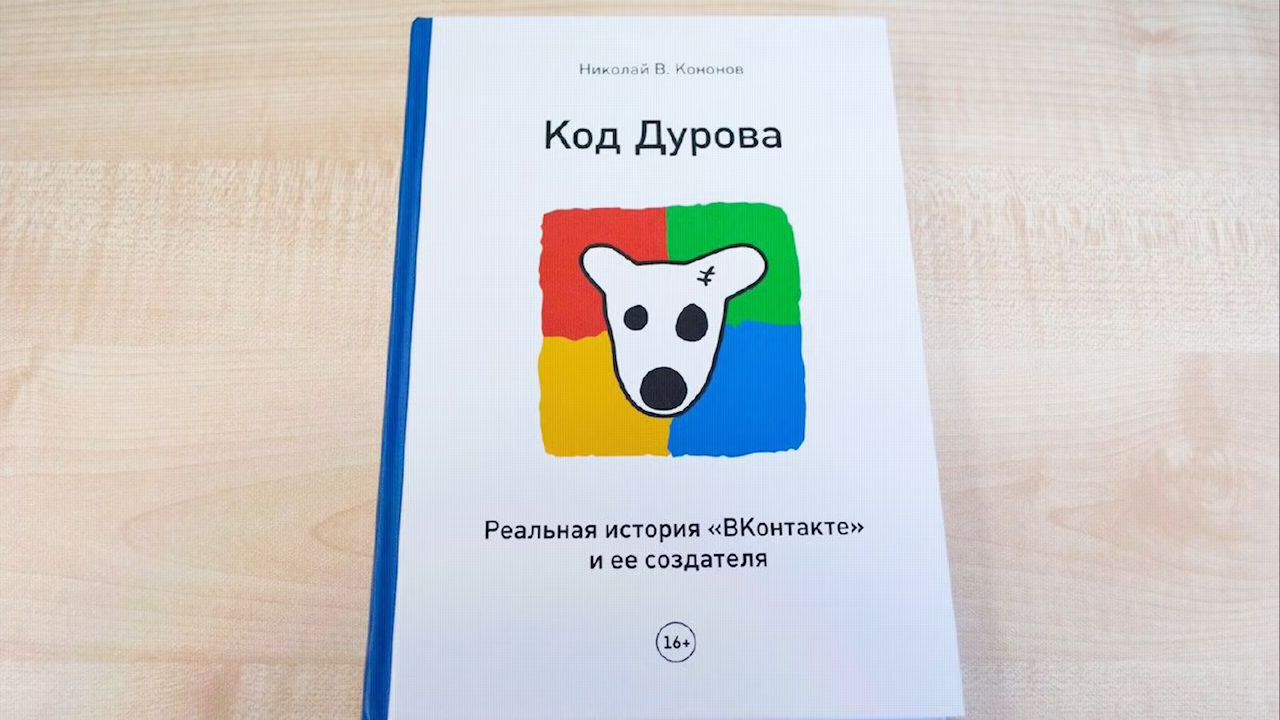 Николай В. Кононов
Код Дурова
Реальная история «ВКонтакте»
и ее создателя
16+